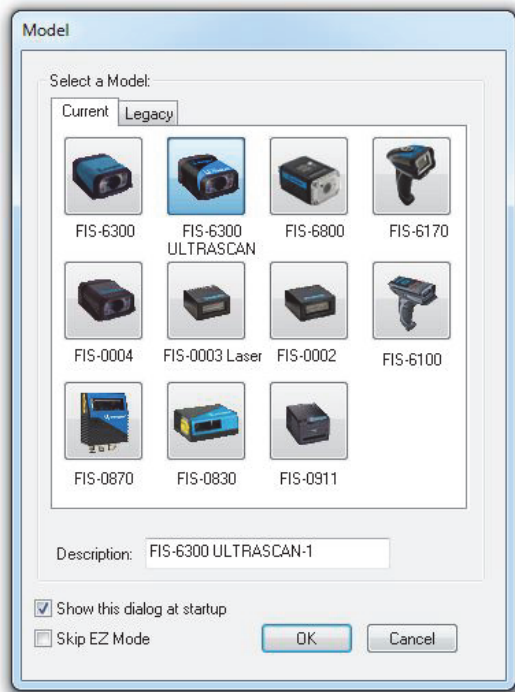 Model
Select a Model:
Current Legacy
FIS-6300 FIS-6300 ULTRASCAN FIS-6800 FIS-6170
FIS-0004 FIS-0003 Laser FIS-0002 FIS-6100
FIS-0870 FIS-0830 FIS-0911
Description: FIS-6300 ULTRASCAN-1
Show this dialog at startup
Skip EZ Mode OK Cancel